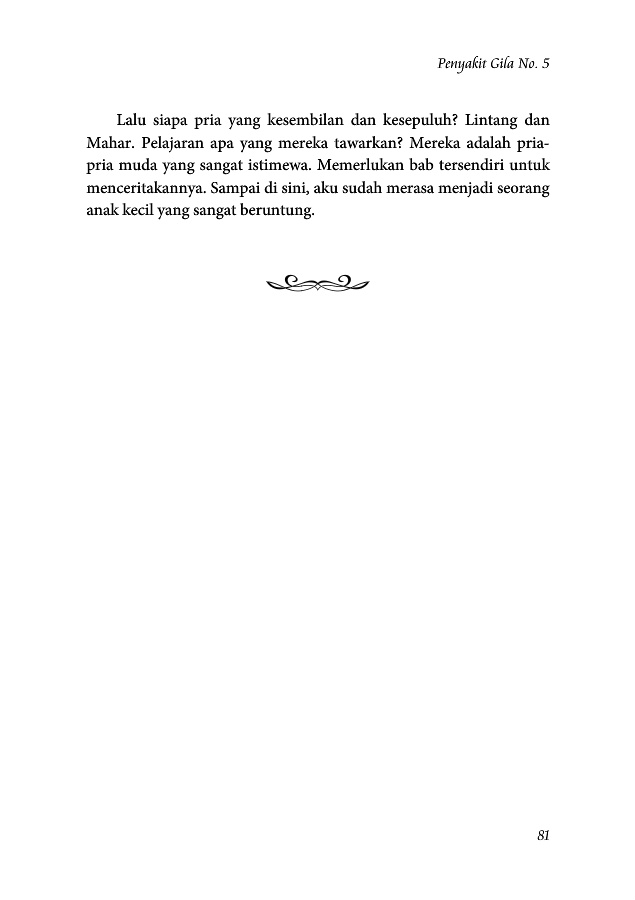 Penyakit Gila No. 5
Lalu siapa pria yang kesembilan dan kesepuluh? Lintang dan
Mahar. Pelajaran apa yang mereka tawarkan? Mereka adalah pria-
pria muda yang sangat istimewa. Memerlukan bab tersendiri untuk
menceritakannya. Sampai di sini, aku sudah merasa menjadi seorang
anak kecil yang sangat beruntung.
81